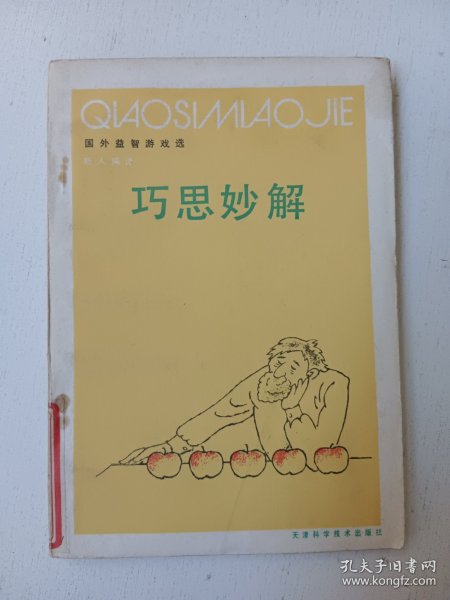 QIAOSIMIAOJIE
国外益智游戏选
巧思妙解
天津科学技术出版社
孔夫子旧书网
www.kongfz.com